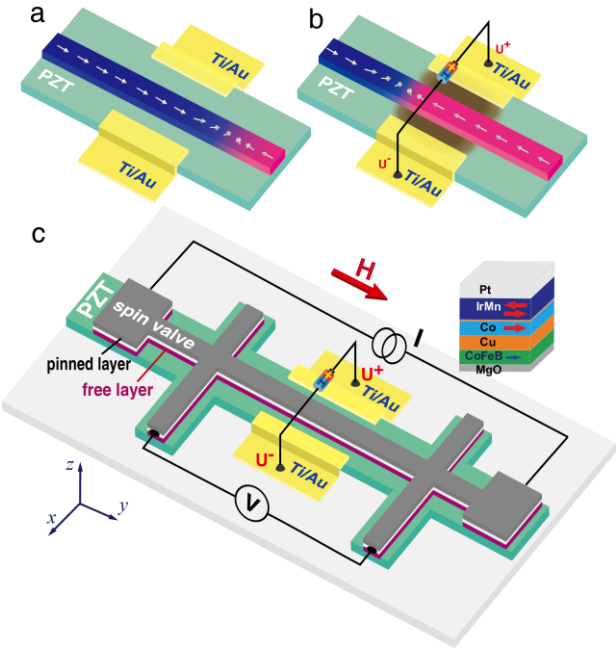 a
Ti/Au
PZT
Ti/Au
b
U+
Ti/Au
PZT
U-
Ti/Au
c
H
Pt
IrMn
Co
Cu
CoFeB
MgO
I
PZT
spin valve
pinned layer
free layer
U+
Ti/Au
U-
Ti/Au
V
z
y
x